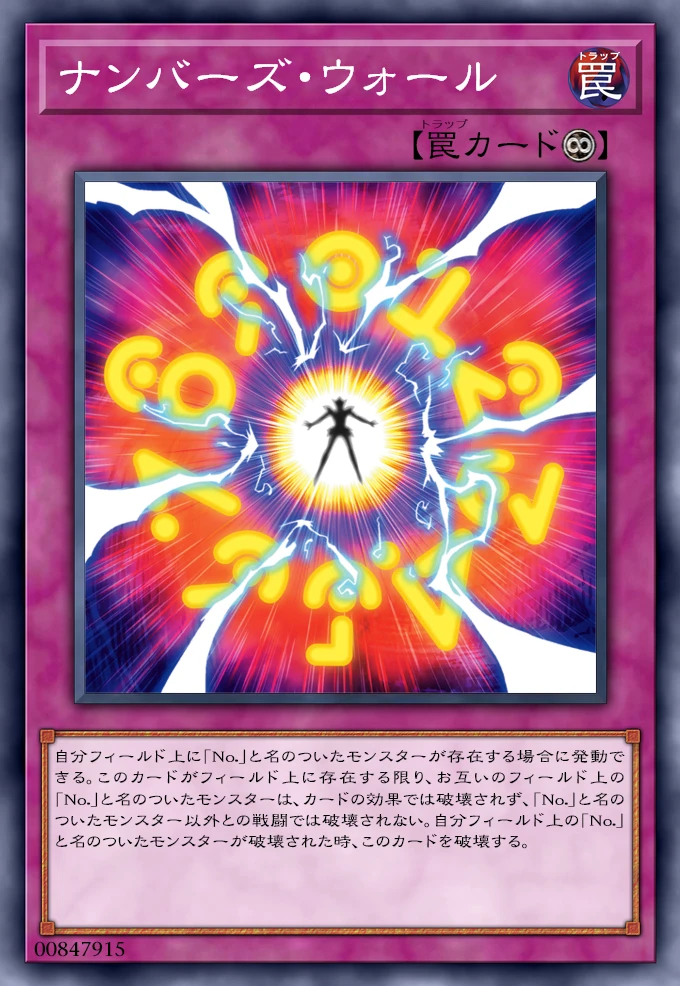 ナンバーズ・ウォール
トラップ
罠
トラップ
【罠カード】
自分フィールド上に「No.」と名のついたモンスターが存在する場合に発動で
きる。このカードがフィールド上に存在する限り、お互いのフィールド上の
「No.」と名のついたモンスターは、カードの効果では破壊されず、「No.」と名の
ついたモンスター以外との戦闘では破壊されない。自分フィールド上の「No.」
と名のついたモンスターが破壊された時、このカードを破壊する。
00847915